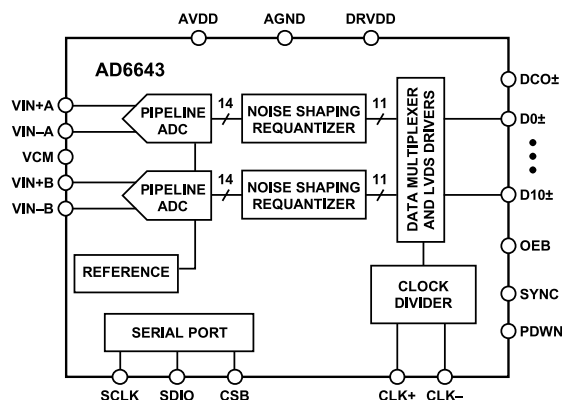 AVDD
AGND
DRVDD
AD6643
VIN+A
VIN–A
VCM
VIN+B
VIN–B
PIPELINE
ADC
14
NOISE SHAPING
REQUANTIZER
11
PIPELINE
ADC
14
NOISE SHAPING
REQUANTIZER
11
DATA MULTIPLEXER
AND LVDS DRIVERS
REFERENCE
CLOCK
DIVIDER
SERIAL PORT
DCO±
D0±
D10±
OEB
SYNC
PDWN
SCLK
SDIO
CSB
CLK+
CLK–